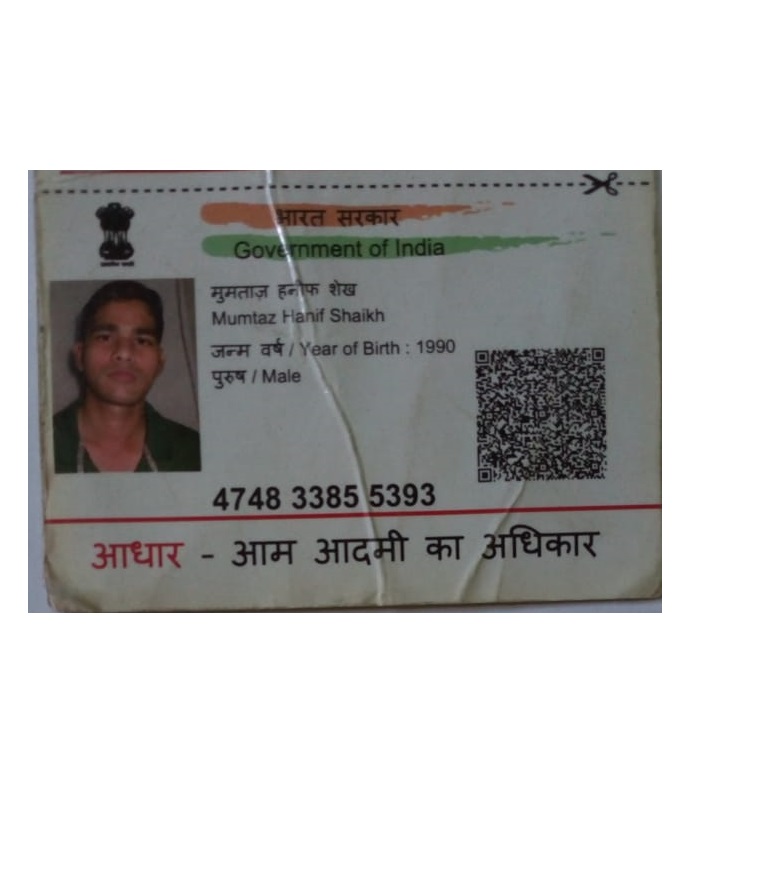 भारत सरकार
Government of India
मुमताज़ हनीफ शेख
Mumtaz Hanif Shaikh
जन्म वर्ष / Year of Birth : 1990
पुरुष / Male
4748 3385 5393
आधार - आम आदमी का अधिकार